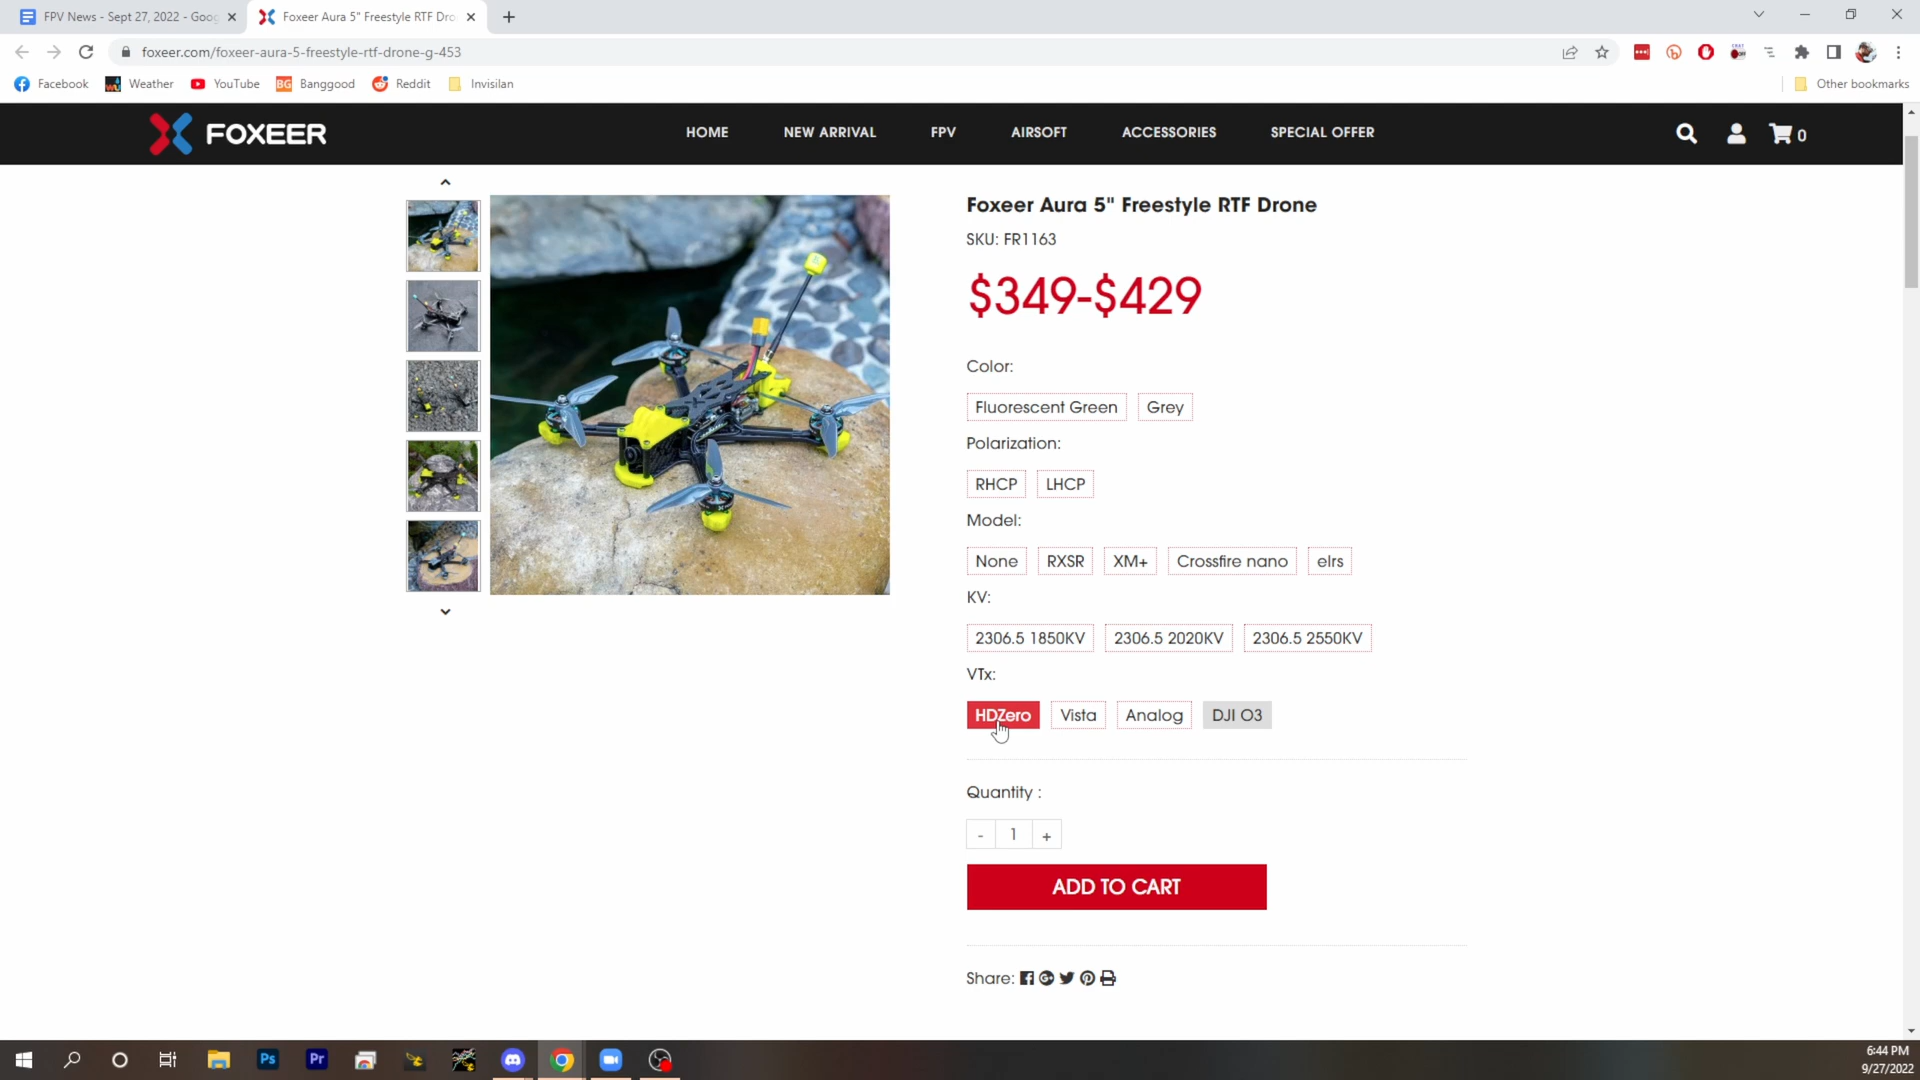 FPV News - Sept 27, 2022 - Goog
Foxeer Aura 5" Freestyle RTF Dro
foxeer.com/foxeer-aura-5-freestyle-rtf-drone-g-453
Facebook
Weather
YouTube
BG Banggood
Reddit
Invisilan
Other bookmarks
FOXEER
HOME
NEW ARRIVAL
FPV
AIRSOFT
ACCESSORIES
SPECIAL OFFER
0
Foxeer Aura 5" Freestyle RTF Drone
SKU: FR1163
$349-$429
Color:
Fluorescent Green Grey
Polarization:
RHCP LHCP
Model:
None RXSR XM+ Crossfire nano elrs
KV:
2306.5 1850KV 2306.5 2020KV 2306.5 2550KV
VTx:
HDZero Vista Analog DJI O3
Quantity :
- 1 +
ADD TO CART
Share:
Ps
Pr
6:44 PM
9/27/2022